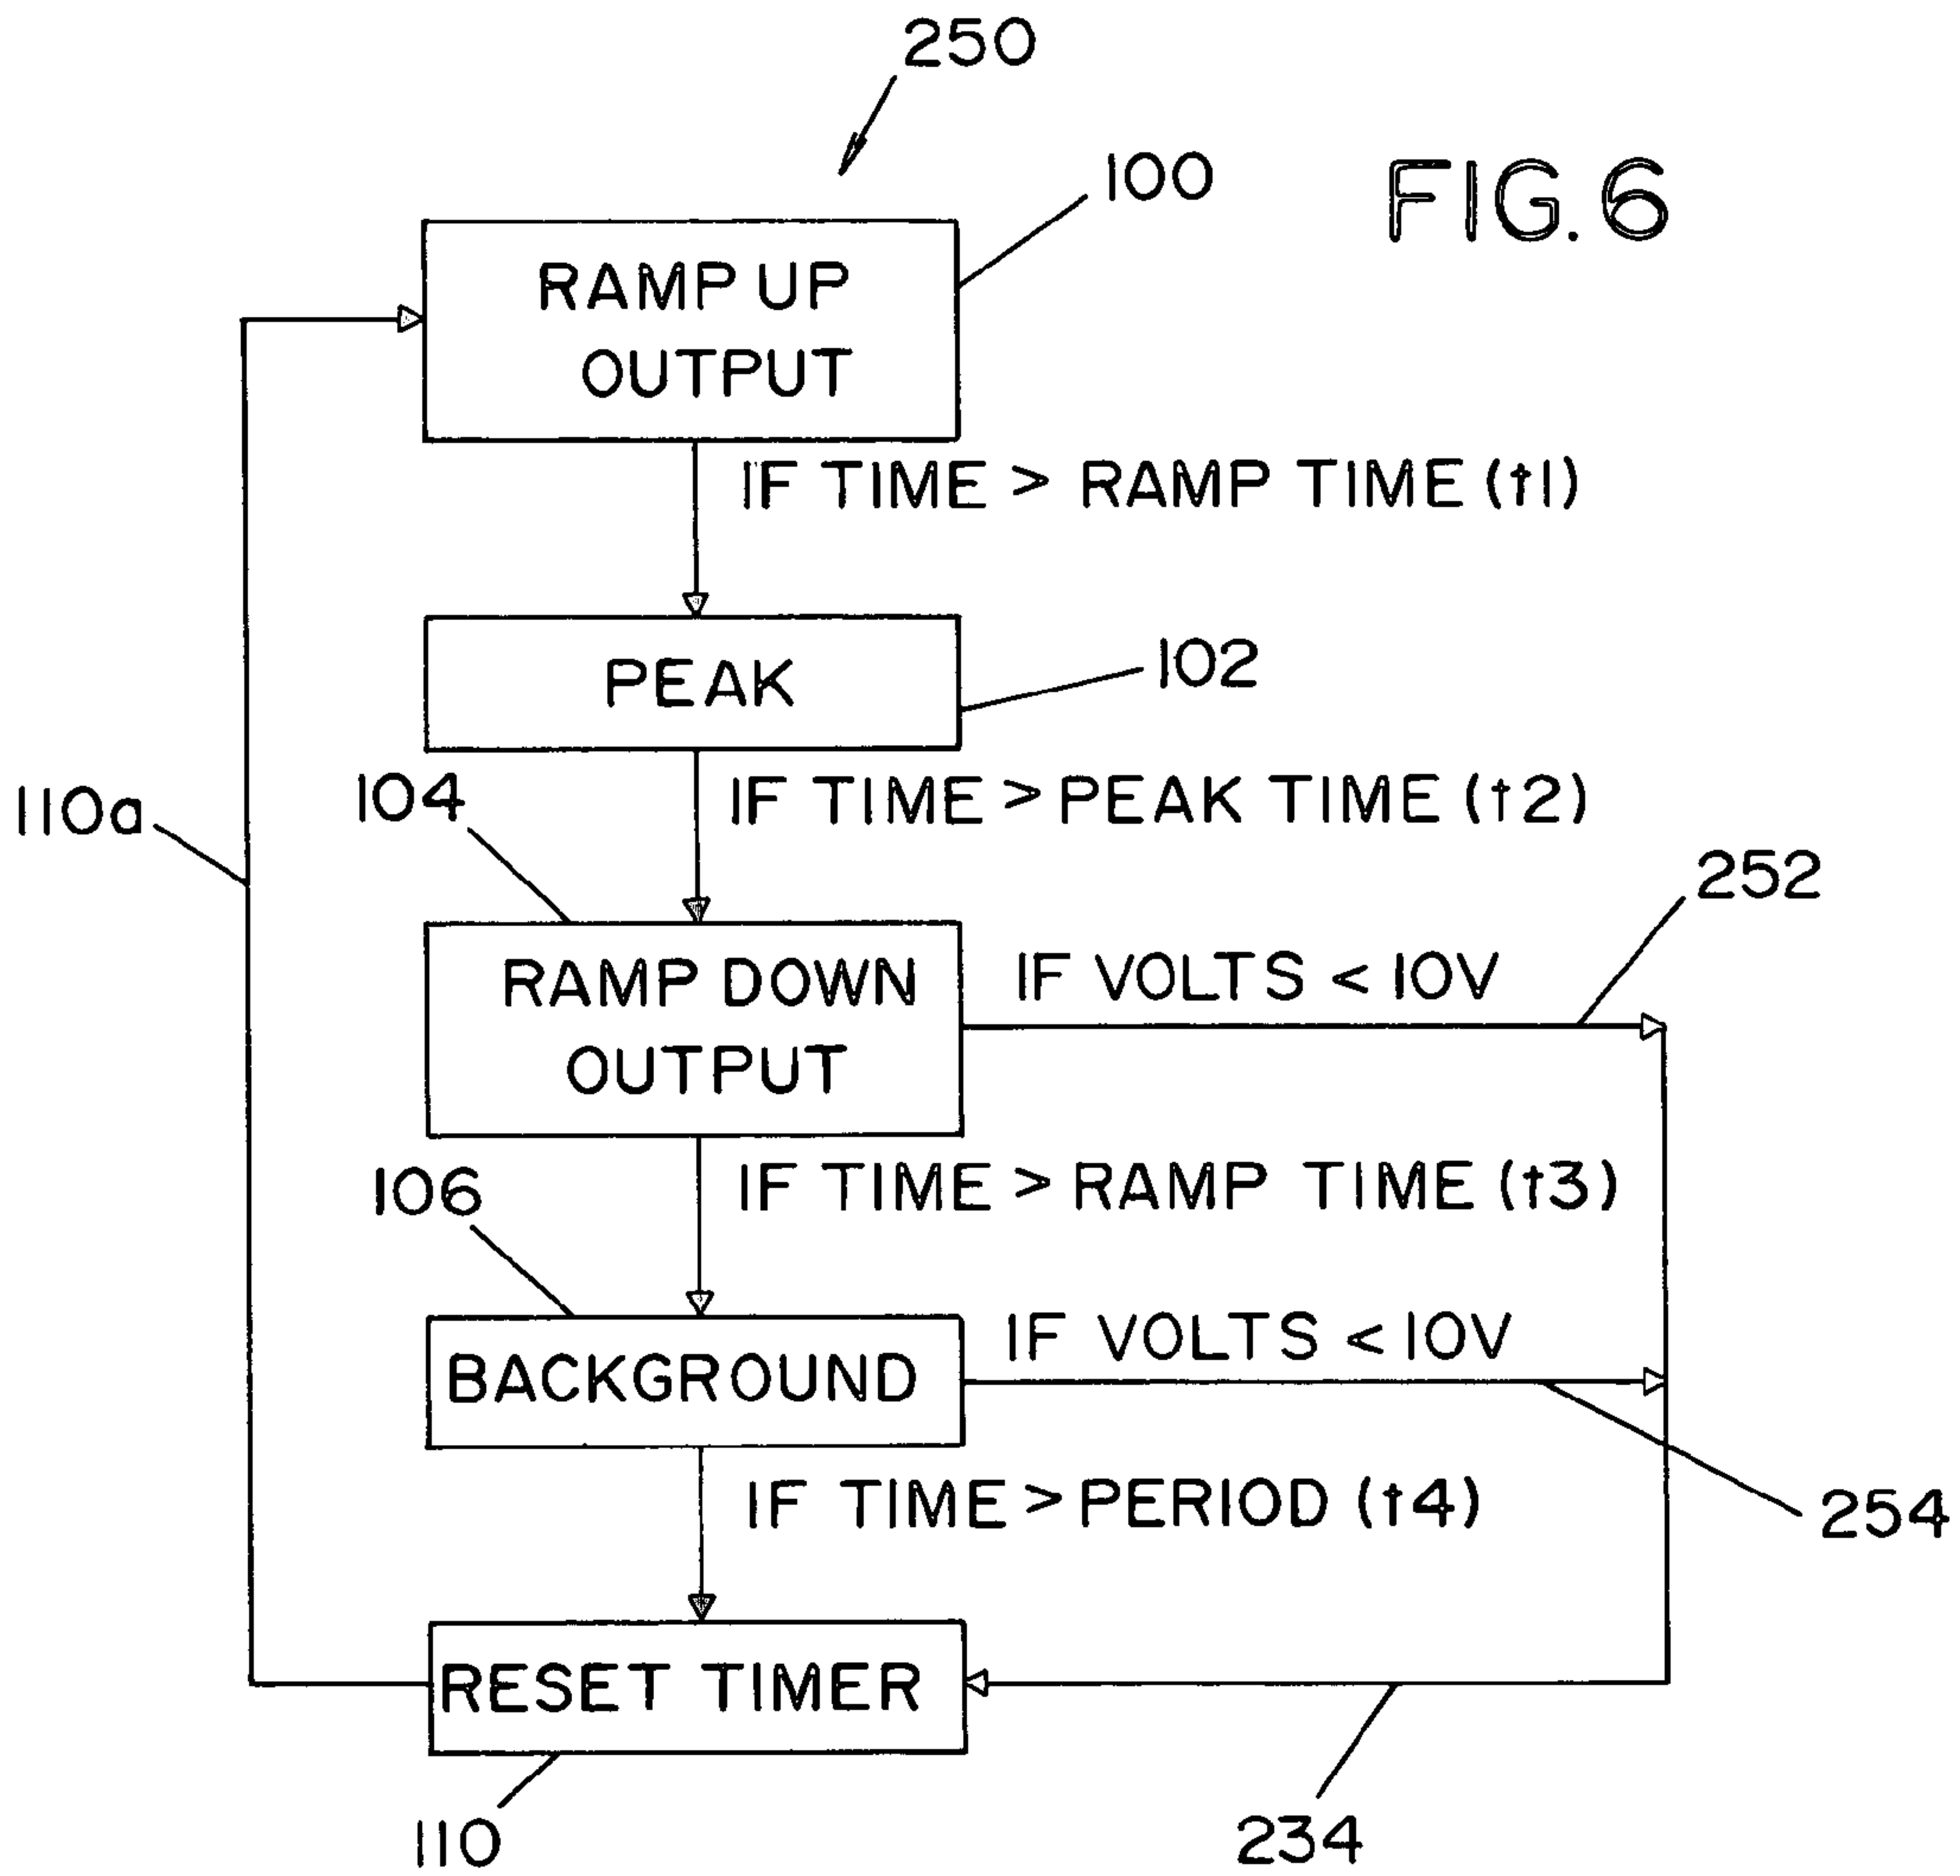 250
100
FIG. 6
RAMP UP
OUTPUT
IF TIME > RAMP TIME (t1)
PEAK
102
110a
104
IF TIME > PEAK TIME (t2)
252
RAMP DOWN
OUTPUT
IF VOLTS < 10V
106
IF TIME > RAMP TIME (t3)
BACKGROUND
IF VOLTS < 10V
254
IF TIME > PERIOD (t4)
RESET TIMER
110
234